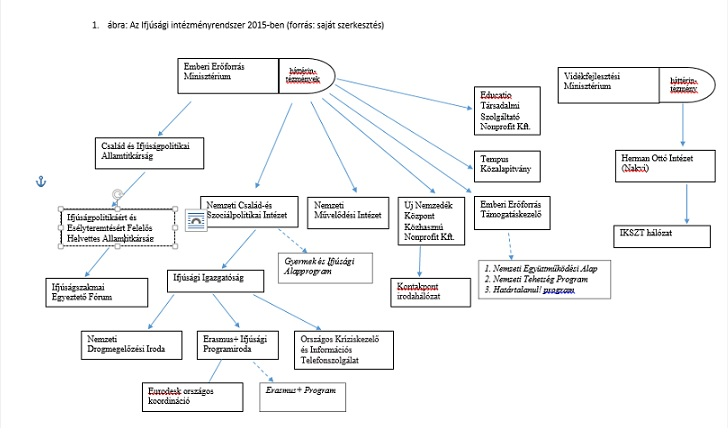 1. ábra: Az Ifjúsági intézményrendszer 2015-ben (forrás: saját szerkesztés)
Emberi Erőforrás
Minisztérium
háttérin-
tézmények
Vidékfejlesztési
Minisztérium
háttérin-
tézmény
Educatio
Társadalmi
Szolgáltató
Nonprofit Kft.
Család és Ifjúságpolitikai
Államtitkárság
Tempus
Közalapítvány
Herman Ottó Intézet
(Nakvi)
Ifjúságpolitikáért és
Esélyteremtésért Felelős
Helyettes Államtitkárság
Nemzeti Család-és
Szociálpolitikai Intézet
Nemzeti
Művelődési Intézet
Új Nemzedék
Központ
Közhasznú
Nonprofit Kft.
Emberi Erőforrás
Támogatáskezelő
IKSZT hálózat
Gyermek és Ifjúsági
Alapprogram
Ifjúságszakmai
Egyeztető Fórum
Ifjúsági Igazgatóság
Kontaktpont
irodahálózat
1. Nemzeti Együttműködési Alap
2. Nemzeti Tehetség Program
3. Határtalanul! program
Nemzeti
Drogmegelőzési Iroda
Erasmus+ Ifjúsági
Programiroda
Országos Kríziskezelő
és Információs
Telefonszolgálat
Eurodesk országos
koordináció
Erasmus+ Program